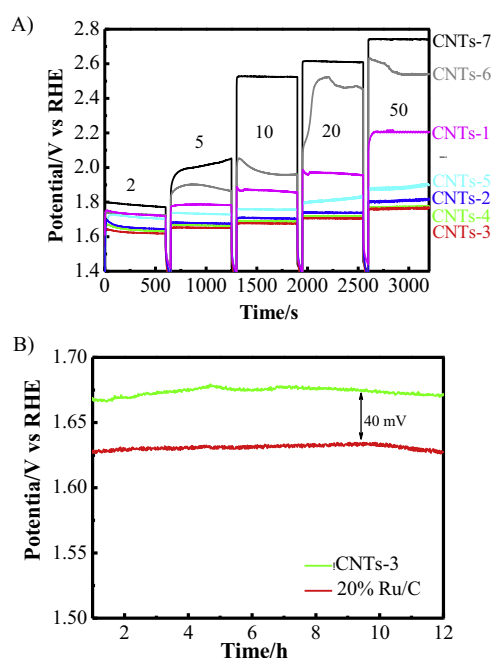 A)
Potential/V vs RHE
2.8
2.6
2.4
2.2
2.0
1.8
1.6
1.4
2
5
10
20
50
CNTs-7
CNTs-6
CNTs-1
CNTs-5
CNTs-2
CNTs-4
CNTs-3
0 500 1000 1500 2000 2500 3000
Time/s
B)
Potentia/V vs RHE
1.70
1.65
1.60
1.55
1.50
40 mV
CNTs-3
20% Ru/C
2 4 6 8 10 12
Time/h